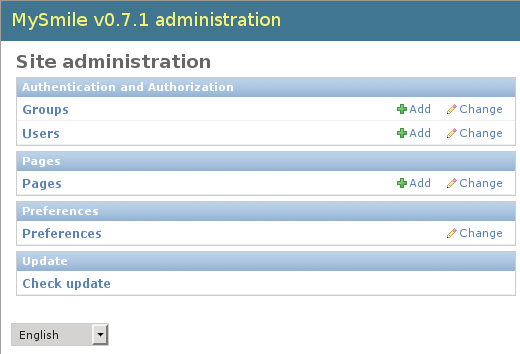 MySmile v0.7.1 administration
Site administration
Authentication and Authorization
Groups Add Change
Users Add Change
Pages
Pages Add Change
Preferences
Preferences Change
Update
Check update
English